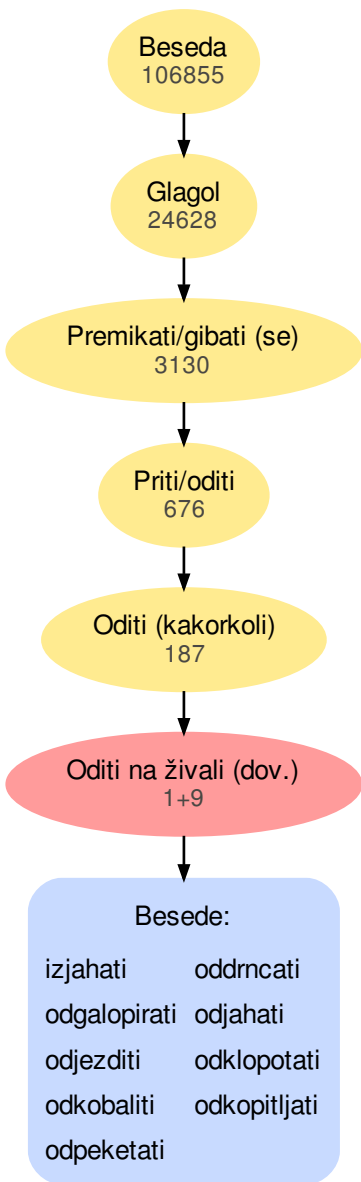 Beseda
106855
Glagol
24628
Premikati/gibati (se)
3130
Priti/oditi
676
Oditi (kakorkoli)
187
Oditi na živali (dov.)
1+9
Besede:
izjahati oddrncati
odgalopirati odjahati
odjezditi odklopotati
odkobaliti odkopitljati
odpeketati